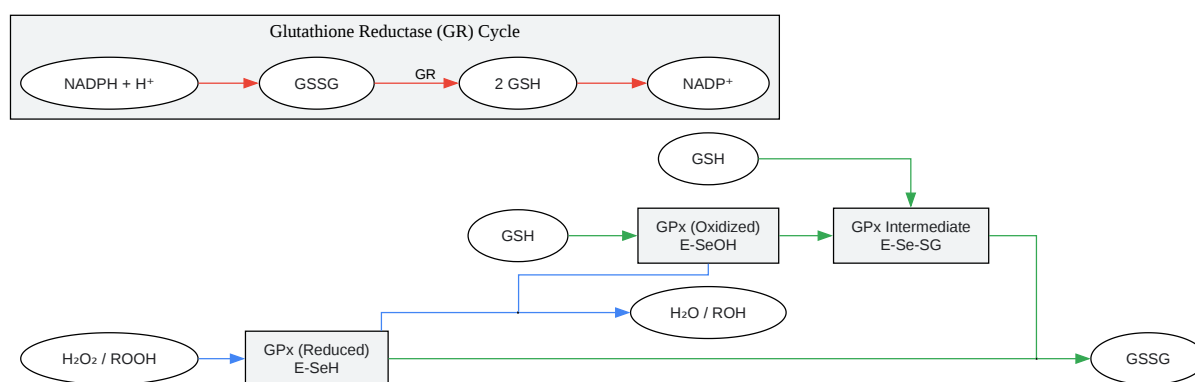 Glutathione Reductase (GR) Cycle
NADPH + H⁺
GSSG
GR
2 GSH
NADP⁺
GSH
GSH
GPx (Oxidized)
E-SeOH
GPx Intermediate
E-Se-SG
H₂O / ROH
H₂O₂ / ROOH
GPx (Reduced)
E-SeH
GSSG